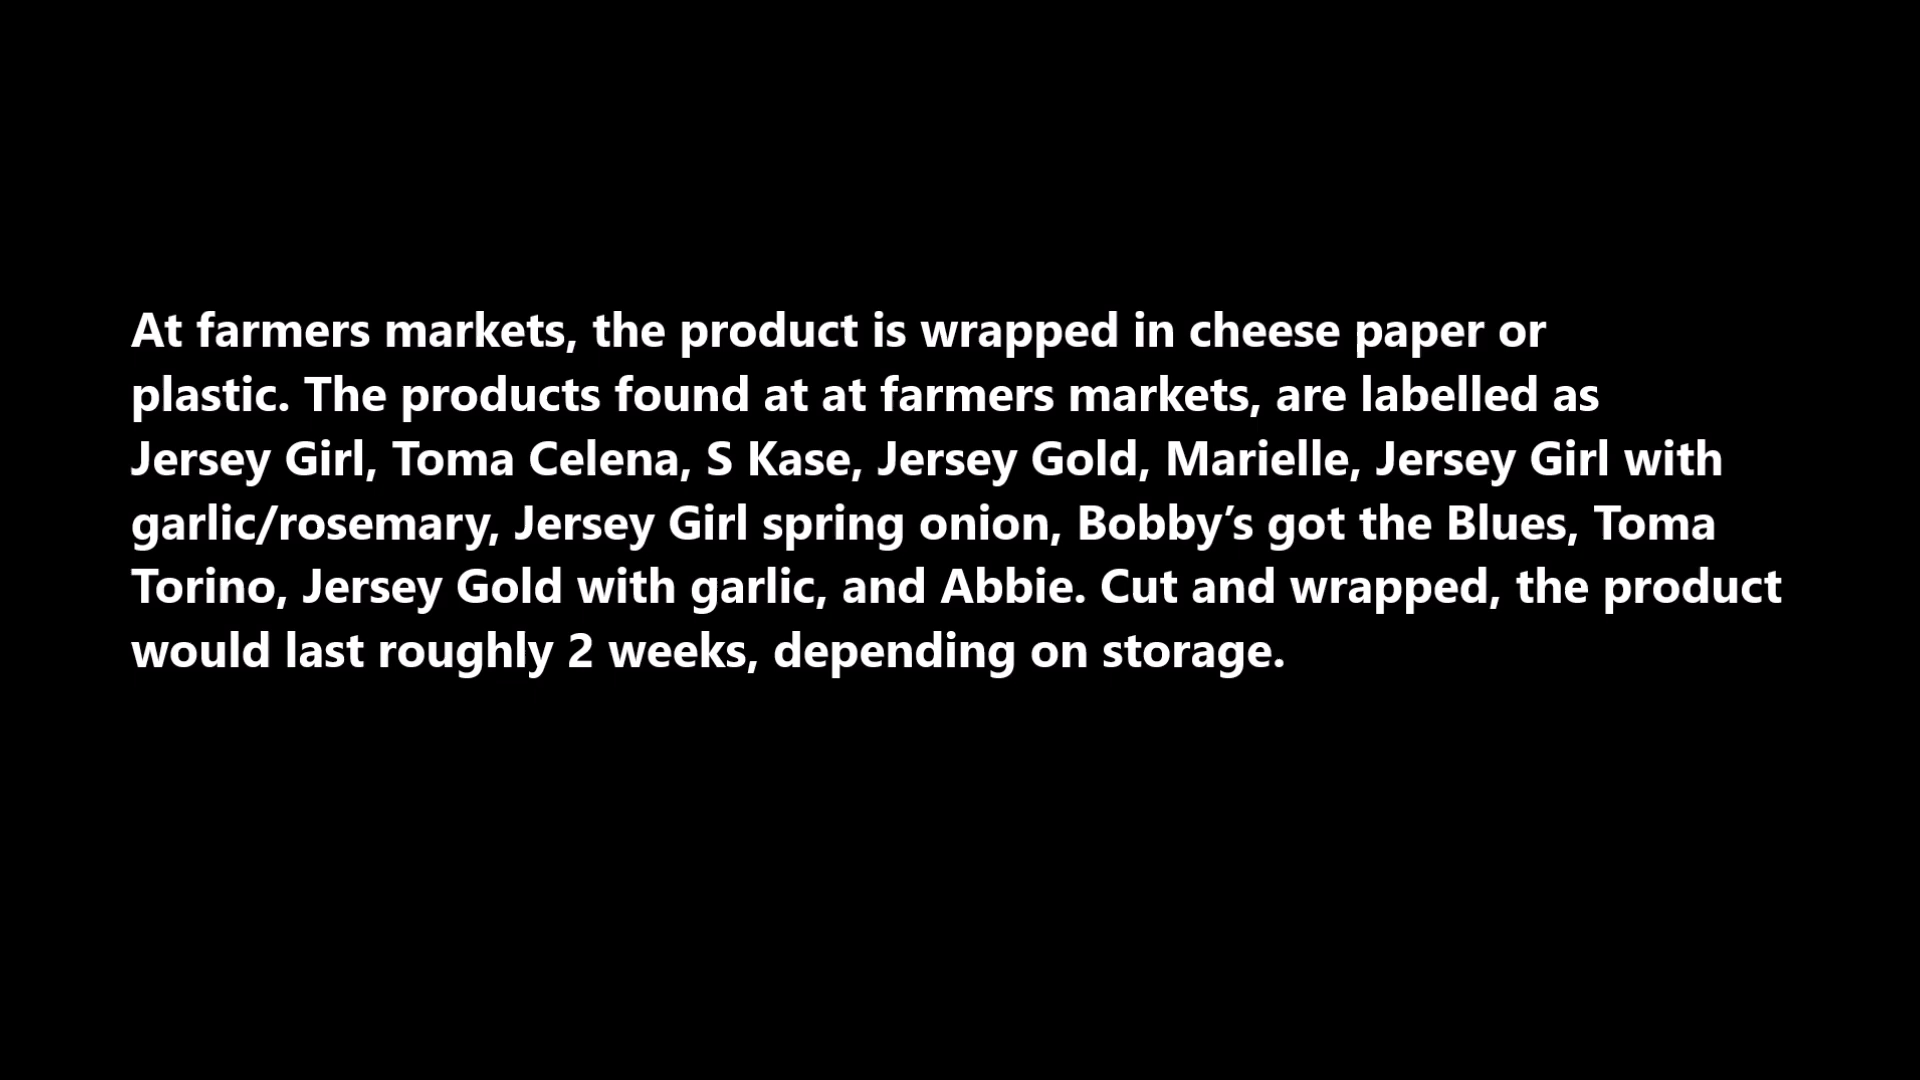 At farmers markets, the product is wrapped in cheese paper or
plastic. The products found at at farmers markets, are labelled as
Jersey Girl, Toma Celena, S Kase, Jersey Gold, Marielle, Jersey Girl with
garlic/rosemary, Jersey Girl spring onion, Bobby’s got the Blues, Toma
Torino, Jersey Gold with garlic, and Abbie. Cut and wrapped, the product
would last roughly 2 weeks, depending on storage.